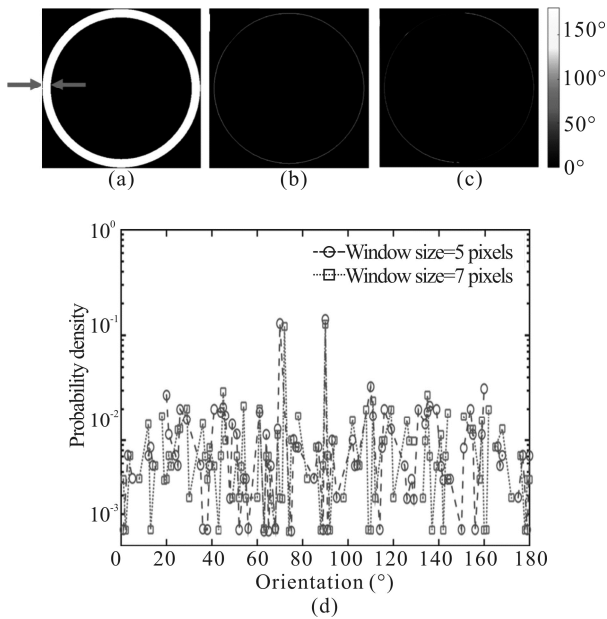 150°
100°
50°
0°
(a)
(b)
(c)
10^0
10^-1
10^-2
10^-3
Probability density
Window size=5 pixels
Window size=7 pixels
0
20
40
60
80
100
120
140
160
180
Orientation (°)
(d)